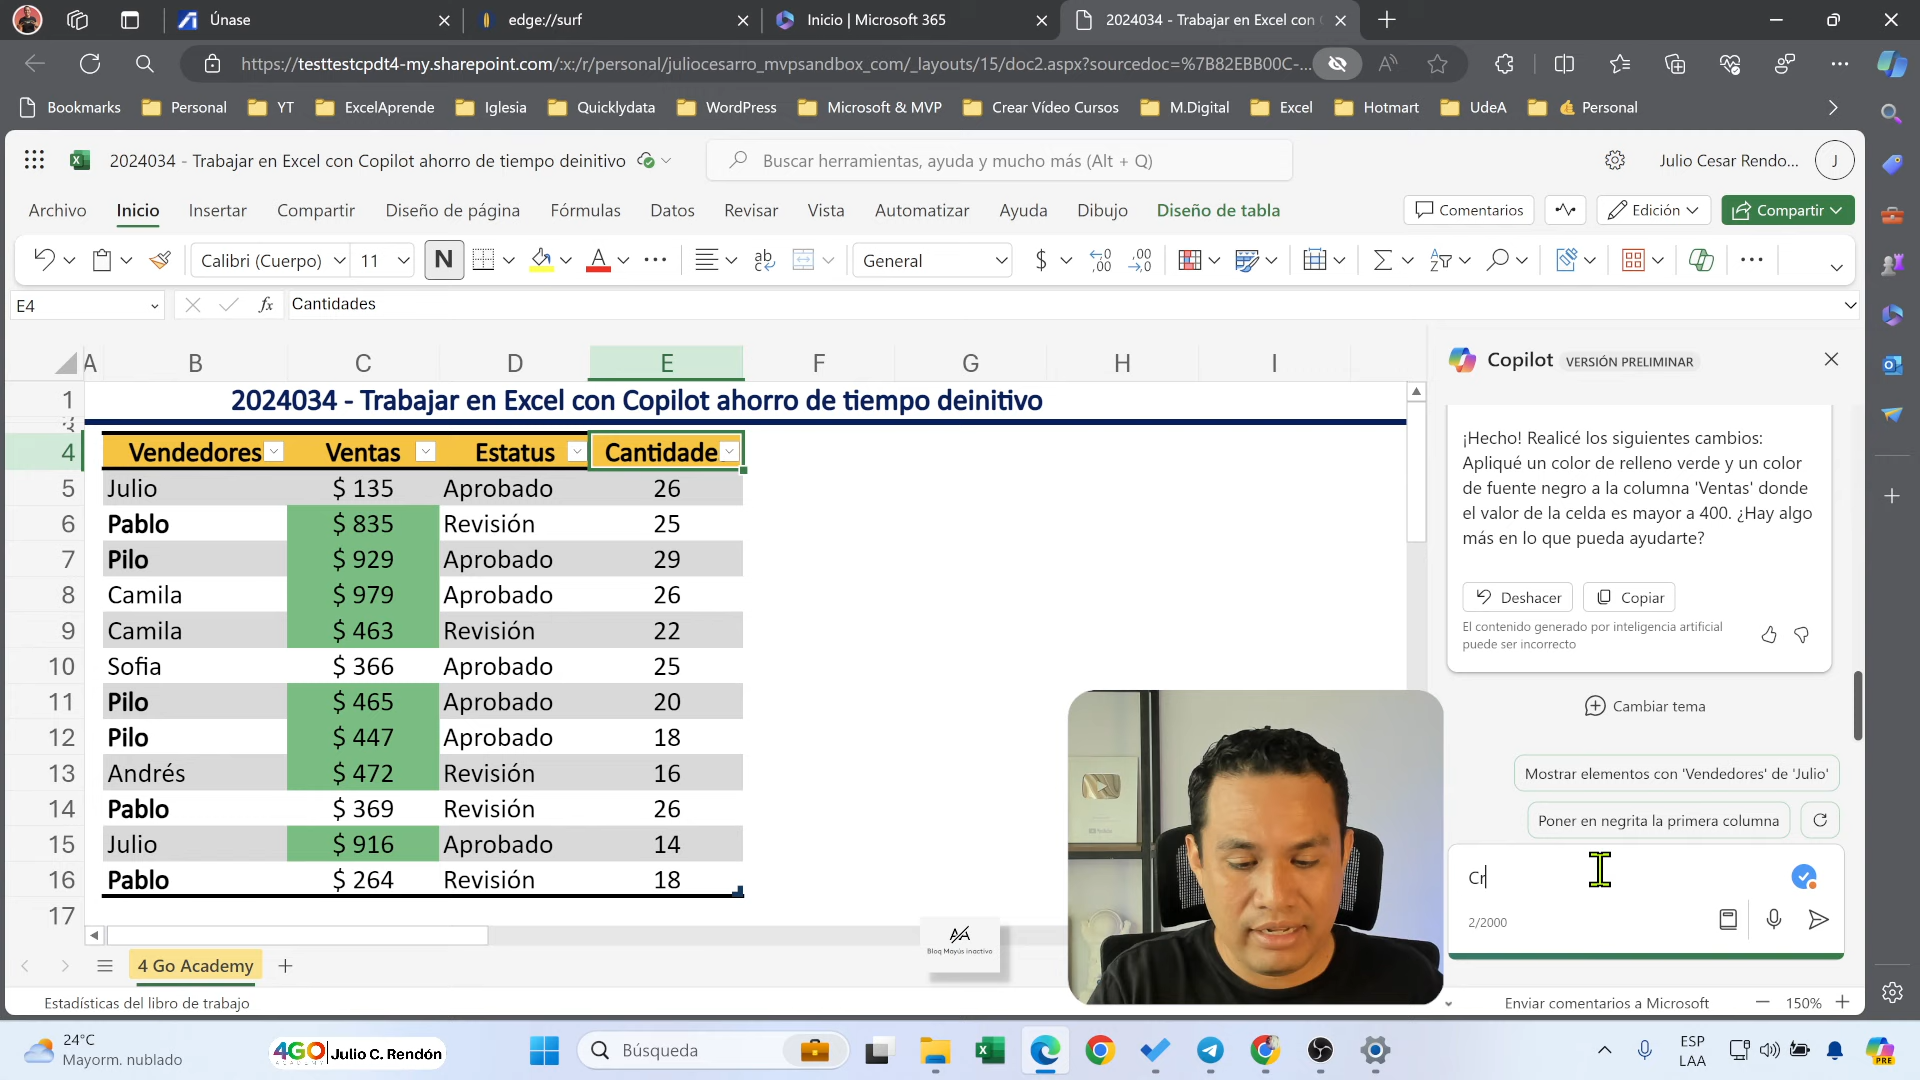 Únase
edge://surf
Inicio | Microsoft 365
2024034 - Trabajar en Excel con
https://testtestcpdt4-my.sharepoint.com/:x:/r/personal/juliocesarro_mvpsandbox_com/_layouts/15/doc2.aspx?sourcedoc=%7B82EBB00C-...
Bookmarks
Personal
YT
ExcelAprende
Iglesia
Quicklydata
WordPress
Microsoft & MVP
Crear Vídeo Cursos
M.Digital
Excel
Hotmart
UdeA
Personal
2024034 - Trabajar en Excel con Copilot ahorro de tiempo deinitivo
Buscar herramientas, ayuda y mucho más (Alt + Q)
Julio Cesar Rendo...
J
Archivo
Inicio
Insertar
Compartir
Diseño de página
Fórmulas
Datos
Revisar
Vista
Automatizar
Ayuda
Dibujo
Diseño de tabla
Comentarios
Edición
Compartir
Calibri (Cuerpo)
11
N
General
E4
fx
Cantidades
A B C D E F G H I
1 2024034 - Trabajar en Excel con Copilot ahorro de tiempo deinitivo
4 Vendedores Ventas Estatus Cantidade
5 Julio $ 135 Aprobado 26
6 Pablo $ 835 Revisión 25
7 Pilo $ 929 Aprobado 29
8 Camila $ 979 Aprobado 26
9 Camila $ 463 Revisión 22
10 Sofia $ 366 Aprobado 25
11 Pilo $ 465 Aprobado 20
12 Pilo $ 447 Aprobado 18
13 Andrés $ 472 Revisión 16
14 Pablo $ 369 Revisión 26
15 Julio $ 916 Aprobado 14
16 Pablo $ 264 Revisión 18
17
Copilot VERSIÓN PRELIMINAR
¡Hecho! Realicé los siguientes cambios:
Apliqué un color de relleno verde y un color
de fuente negro a la columna 'Ventas' donde
el valor de la celda es mayor a 400. ¿Hay algo
más en lo que pueda ayudarte?
Deshacer
Copiar
El contenido generado por inteligencia artificial
puede ser incorrecto
Cambiar tema
Mostrar elementos con 'Vendedores' de 'Julio'
Poner en negrita la primera columna
Cr
2/2000
Bloq Mayús inactivo
4 Go Academy
Estadísticas del libro de trabajo
Enviar comentarios a Microsoft
150%
24°C
Mayorm. nublado
4GO
Julio C. Rendón
Búsqueda
ESP
LAA
PRE